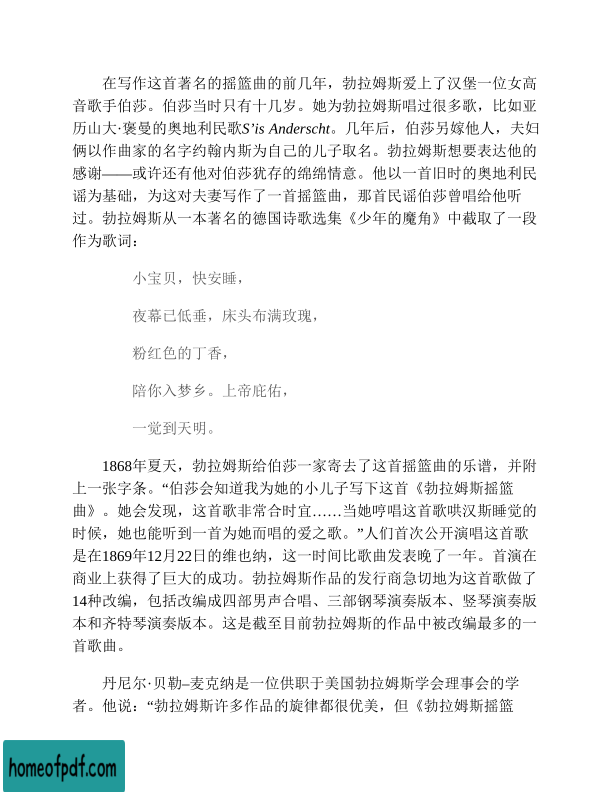 在写作这首著名的摇篮曲的前几年，勃拉姆斯爱上了汉堡一位女高
音歌手伯莎。伯莎当时只有十几岁。她为勃拉姆斯唱过很多歌，比如亚
历山大·褒曼的奥地利民歌S’is Anderscht。几年后，伯莎另嫁他人，夫妇
俩以作曲家的名字约翰内斯为自己的儿子取名。勃拉姆斯想要表达他的
感谢——或许还有他对伯莎犹存的绵绵情意。他以一首旧时的奥地利民
谣为基础，为这对夫妻写作了一首摇篮曲，那首民谣伯莎曾唱给他听
过。勃拉姆斯从一本著名的德国诗歌选集《少年的魔角》中截取了一段
作为歌词：
小宝贝，快安睡，
夜幕已低垂，床头布满玫瑰，
粉红色的丁香，
陪你入梦乡。上帝庇佑，
一觉到天明。
1868年夏天，勃拉姆斯给伯莎一家寄去了这首摇篮曲的乐谱，并附
上一张字条。“伯莎会知道我为她的小儿子写下这首《勃拉姆斯摇篮
曲》。她会发现，这首歌非常合时宜……当她哼唱这首歌哄汉斯睡觉的
时候，她也能听到一首为她而唱的爱之歌。”人们首次公开演唱这首歌
是在1869年12月22日的维也纳，这一时间比歌曲发表晚了一年。首演在
商业上获得了巨大的成功。勃拉姆斯作品的发行商急切地为这首歌做了
14种改编，包括改编成四部男声合唱、三部钢琴演奏版本、竖琴演奏版
本和齐特琴演奏版本。这是截至目前勃拉姆斯的作品中被改编最多的一
首歌曲。
丹尼尔·贝勒–麦克纳是一位供职于美国勃拉姆斯学会理事会的学
者。他说：“勃拉姆斯许多作品的旋律都很优美，但《勃拉姆斯摇篮
homeofpdf.com